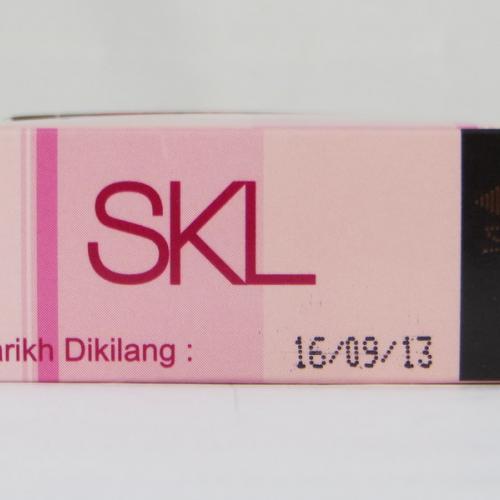 SKL
arikh Dikilang : 16/09/13